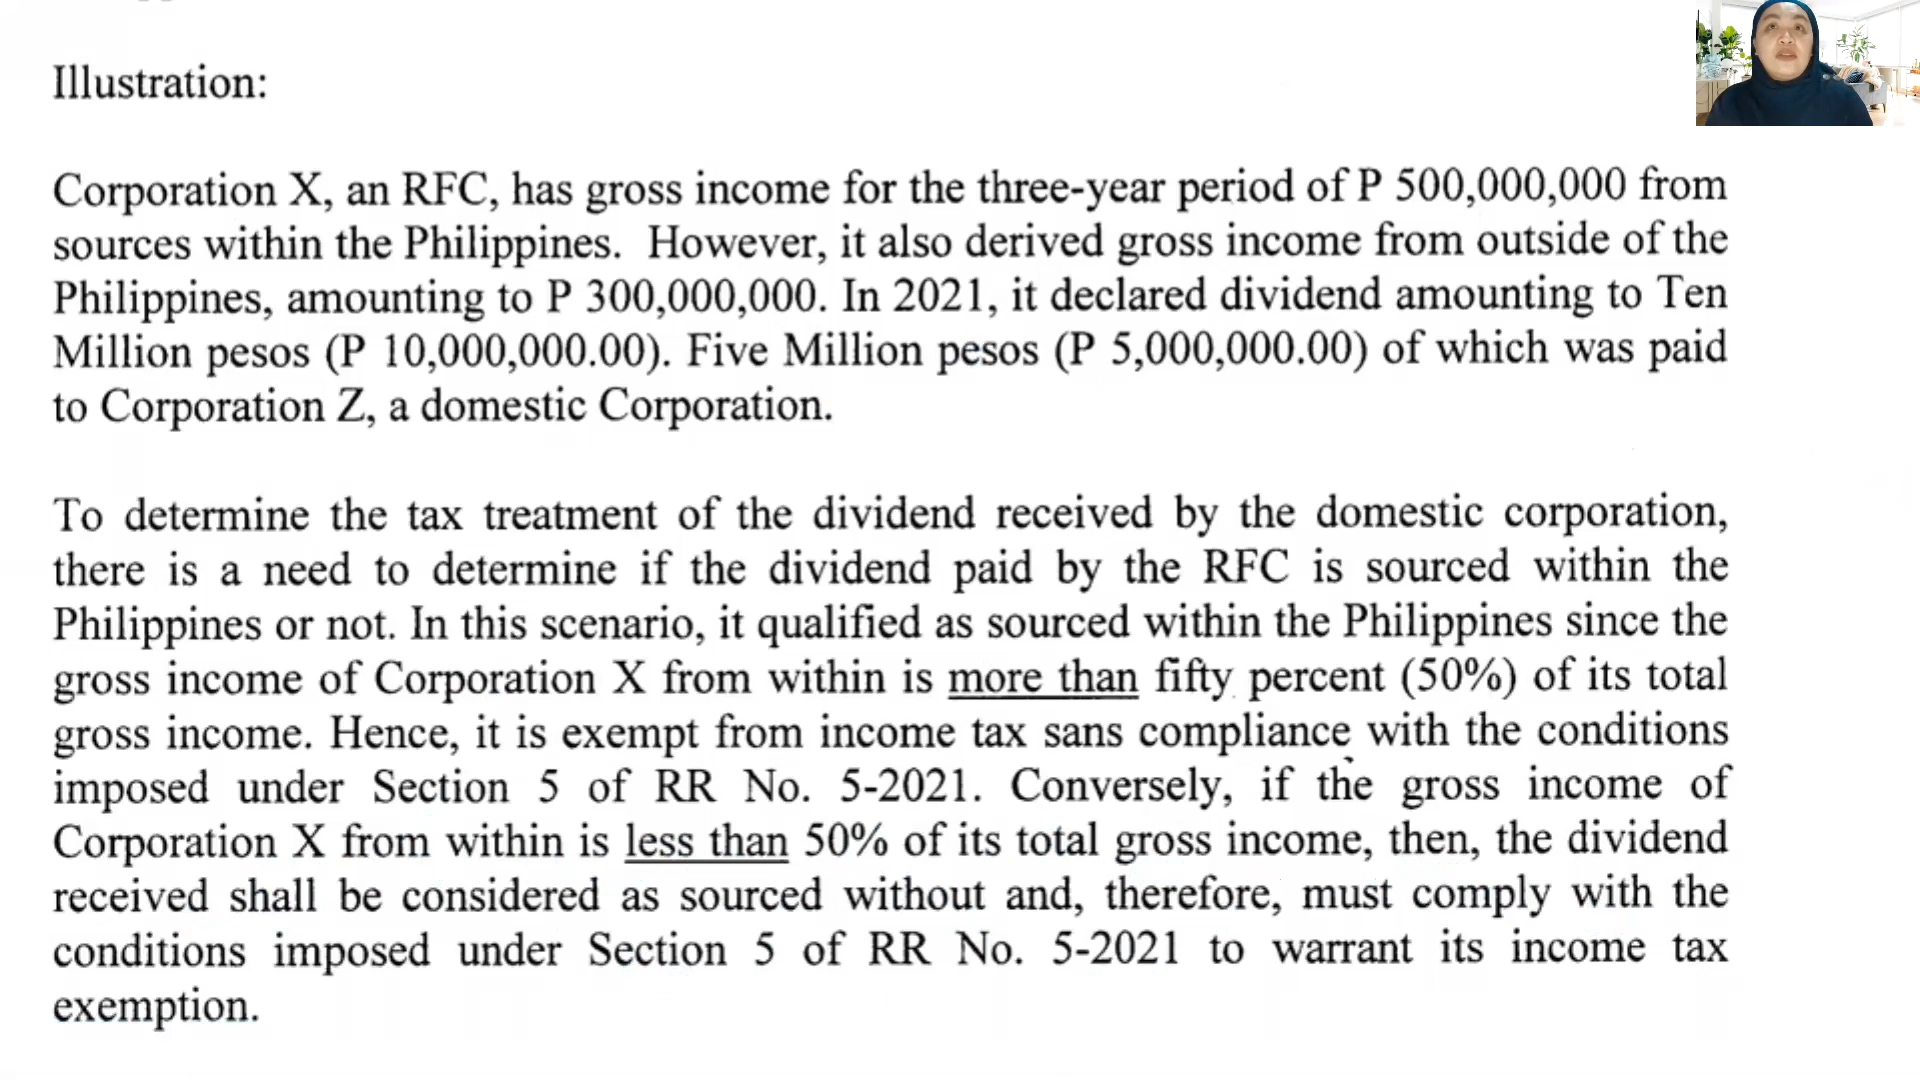 Illustration:
Corporation X, an RFC, has gross income for the three-year period of P 500,000,000 from
sources within the Philippines. However, it also derived gross income from outside of the
Philippines, amounting to P 300,000,000. In 2021, it declared dividend amounting to Ten
Million pesos (P 10,000,000.00). Five Million pesos (P 5,000,000.00) of which was paid
to Corporation Z, a domestic Corporation.
To determine the tax treatment of the dividend received by the domestic corporation,
there is a need to determine if the dividend paid by the RFC is sourced within the
Philippines or not. In this scenario, it qualified as sourced within the Philippines since the
gross income of Corporation X from within is more than fifty percent (50%) of its total
gross income. Hence, it is exempt from income tax sans compliance with the conditions
imposed under Section 5 of RR No. 5-2021. Conversely, if the gross income of
Corporation X from within is less than 50% of its total gross income, then, the dividend
received shall be considered as sourced without and, therefore, must comply with the
conditions imposed under Section 5 of RR No. 5-2021 to warrant its income tax
exemption.